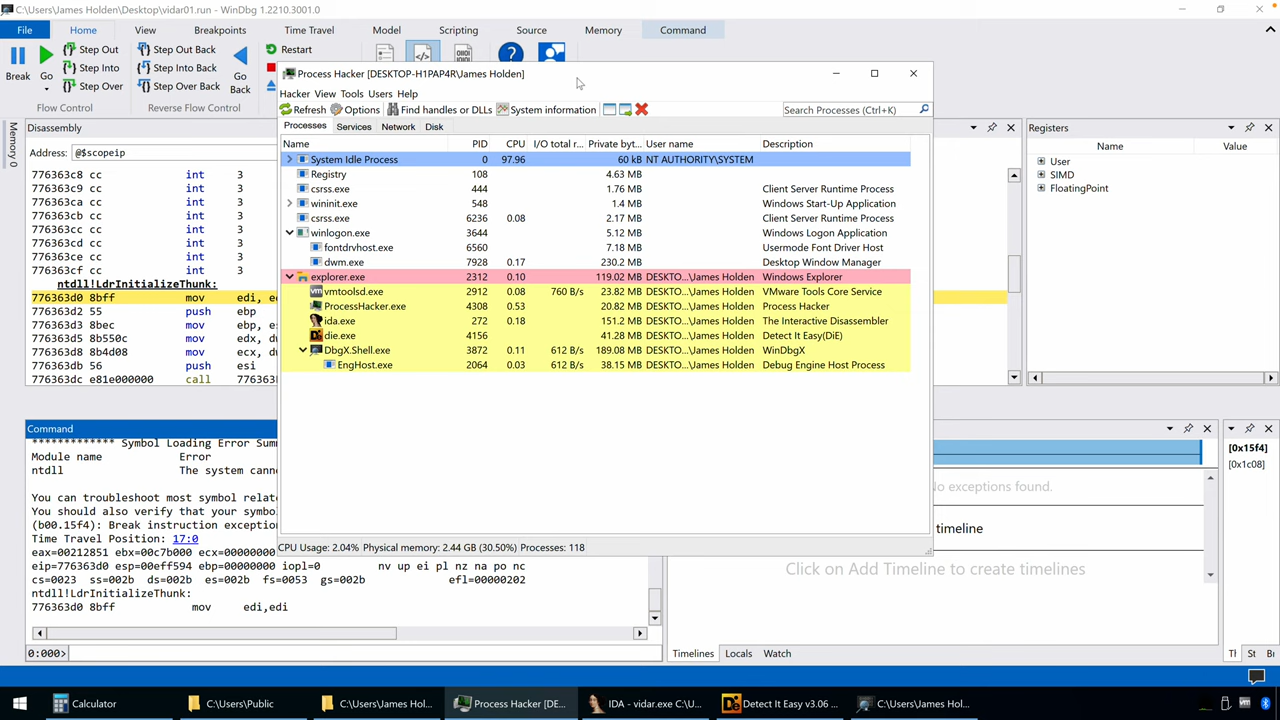 C:\Users\James Holden\Desktop\vidar01.run - WinDbg 1.2210.3001.0
File Home View Breakpoints Time Travel Model Scripting Source Memory Command
Break Go Step Out Step Into Step Over Step Out Back Step Into Back Step Over Back Go Back Restart
Flow Control Reverse Flow Control
Process Hacker [DESKTOP-H1PAP4R\James Holden]
Hacker View Tools Users Help
Refresh Options Find handles or DLLs System information Search Processes (Ctrl+K)
Processes Services Network Disk
Name PID CPU I/O total r... Private byt... User name Description
System Idle Process 0 97.96 60 kB NT AUTHORITY\SYSTEM
Registry 108 4.63 MB
csrss.exe 444 1.76 MB Client Server Runtime Process
wininit.exe 548 1.4 MB Windows Start-Up Application
csrss.exe 6236 0.08 2.17 MB Client Server Runtime Process
winlogon.exe 3644 5.12 MB Windows Logon Application
fontdrvhost.exe 6560 7.18 MB Usermode Font Driver Host
dwm.exe 7928 0.17 230.2 MB Desktop Window Manager
explorer.exe 2312 0.10 119.02 MB DESKTO...\James Holden Windows Explorer
vmtoolsd.exe 2912 0.08 760 B/s 23.82 MB DESKTO...\James Holden VMware Tools Core Service
ProcessHacker.exe 4308 0.53 20.82 MB DESKTO...\James Holden Process Hacker
ida.exe 272 0.18 151.2 MB DESKTO...\James Holden The Interactive Disassembler
die.exe 4156 41.28 MB DESKTO...\James Holden Detect It Easy(DiE)
DbgX.Shell.exe 3872 0.11 612 B/s 189.08 MB DESKTO...\James Holden WinDbgX
EngHost.exe 2064 0.03 612 B/s 38.15 MB DESKTO...\James Holden Debug Engine Host Process
CPU Usage: 2.04% Physical memory: 2.44 GB (30.50%) Processes: 118
Memory 0
Disassembly
Address: @$scopeip
776363c8 cc int 3
776363c9 cc int 3
776363ca cc int 3
776363cb cc int 3
776363cc cc int 3
776363cd cc int 3
776363ce cc int 3
776363cf cc int 3
ntdll!LdrInitializeThunk:
776363d0 8bff mov edi, e
776363d2 55 push ebp
776363d3 8bec mov ebp, es
776363d5 8b550c mov edx, dw
776363d8 8b4d08 mov ecx, dw
776363db 56 push esi
776363dc e81e000000 call 776363
Registers
Name Value
User
SIMD
FloatingPoint
Command
************* Symbol Loading Error Summ
Module name Error
ntdll The system canno
You can troubleshoot most symbol relate
You should also verify that your symbo
(b00.15f4): Break instruction exception
Time Travel Position: 17:0
eax=00212851 ebx=00c7b000 ecx=00000000
eip=776363d0 esp=00eff594 ebp=00000000 iopl=0 nv up ei pl nz na po nc
cs=0023 ss=002b ds=002b es=002b fs=0053 gs=002b efl=00000202
ntdll!LdrInitializeThunk:
776363d0 8bff mov edi,edi
0:000>
No exceptions found.
timeline
Click on Add Timeline to create timelines
Timelines Locals Watch
[0x15f4]
[0x1c08]
Th St Br
Calculator C:\Users\Public C:\Users\James Hol... Process Hacker [DE... IDA - vidar.exe C:\U... Detect It Easy v3.06 ... C:\Users\James Hol...